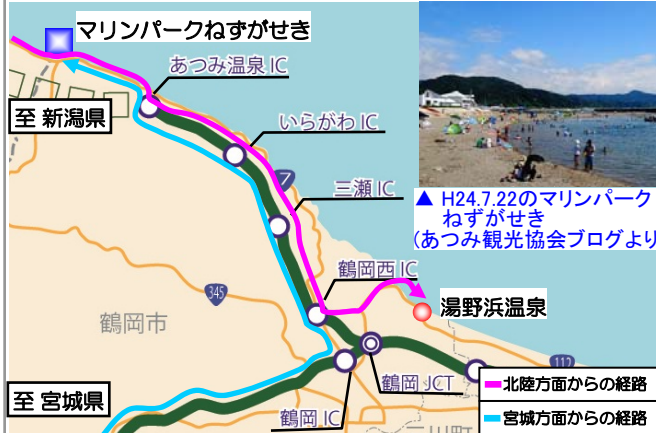 マリンパークねずがせき
あつみ温泉 IC
至 新潟県
いらがわ IC
7
三瀬 IC
▲ H24.7.22のマリンパーク
ねずがせき
(あつみ観光協会ブログより
鶴岡西 IC
345
湯野浜温泉
鶴岡市
112
鶴岡 JCT
北陸方面からの経路
至 宮城県
鶴岡 IC
宮城方面からの経路
三川町